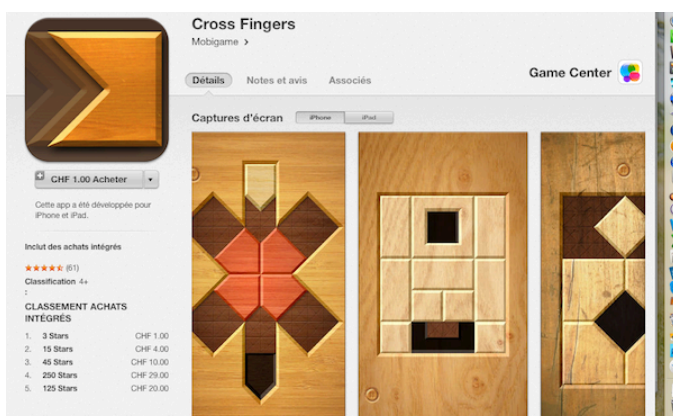 Cross Fingers
Mobigame >
Détails Notes et avis Associés
Game Center
Captures d'écran iPhone iPad
CHF 1.00 Acheter
Cette app a été développée pour
iPhone et iPad.
Inclut des achats intégrés
(61)
Classification 4+
:
CLASSEMENT ACHATS
INTÉGRÉS
1. 3 Stars CHF 1.00
2. 15 Stars CHF 4.00
3. 45 Stars CHF 10.00
4. 250 Stars CHF 29.00
5. 125 Stars CHF 20.00